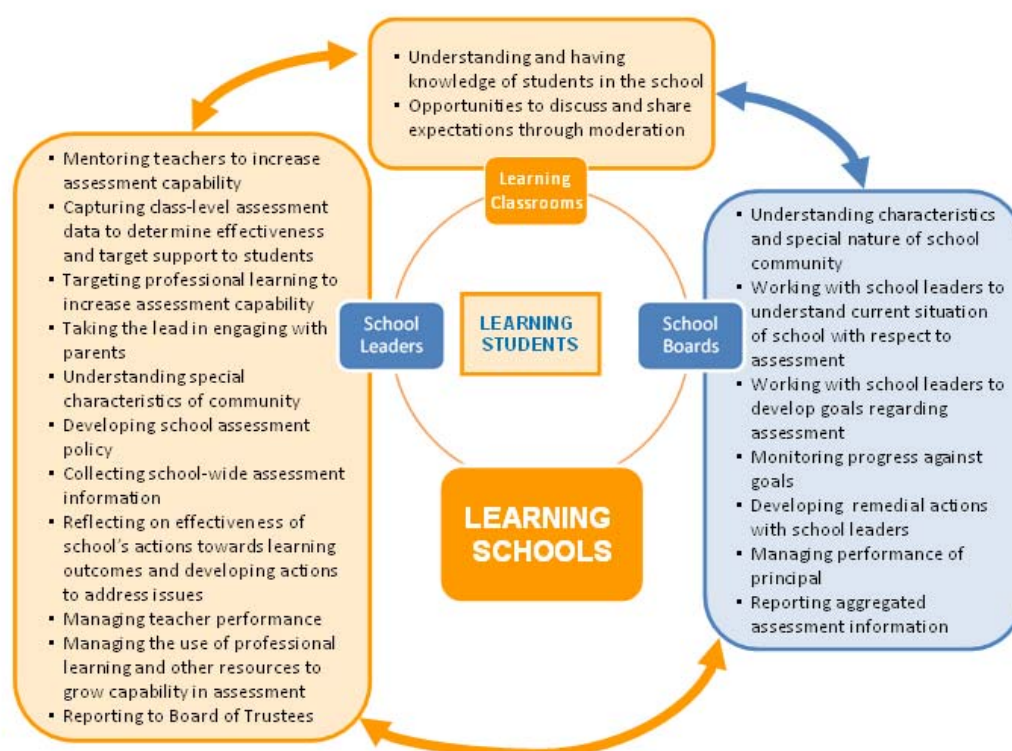 ▪ Understanding and having
knowledge of students in the school
▪ Opportunities to discuss and share
expectations through moderation
Learning
Classrooms
▪ Mentoring teachers to increase
assessment capability
▪ Capturing class-level assessment
data to determine effectiveness
and target support to students
▪ Targeting professional learning to
increase assessment capability
▪ Taking the lead in engaging with
parents
▪ Understanding special
characteristics of community
▪ Developing school assessment
policy
▪ Collecting school-wide assessment
information
▪ Reflecting on effectiveness of
school's actions towards learning
outcomes and developing actions
to address issues
▪ Managing teacher performance
▪ Managing the use of professional
learning and other resources to
grow capability in assessment
▪ Reporting to Board of Trustees
School
Leaders
LEARNING
STUDENTS
School
Boards
LEARNING
SCHOOLS
▪ Understanding characteristics
and special nature of school
community
▪ Working with school leaders to
understand current situation
of school with respect to
assessment
▪ Working with school leaders to
develop goals regarding
assessment
▪ Monitoring progress against
goals
▪ Developing remedial actions
with school leaders
▪ Managing performance of
principal
▪ Reporting aggregated
assessment information